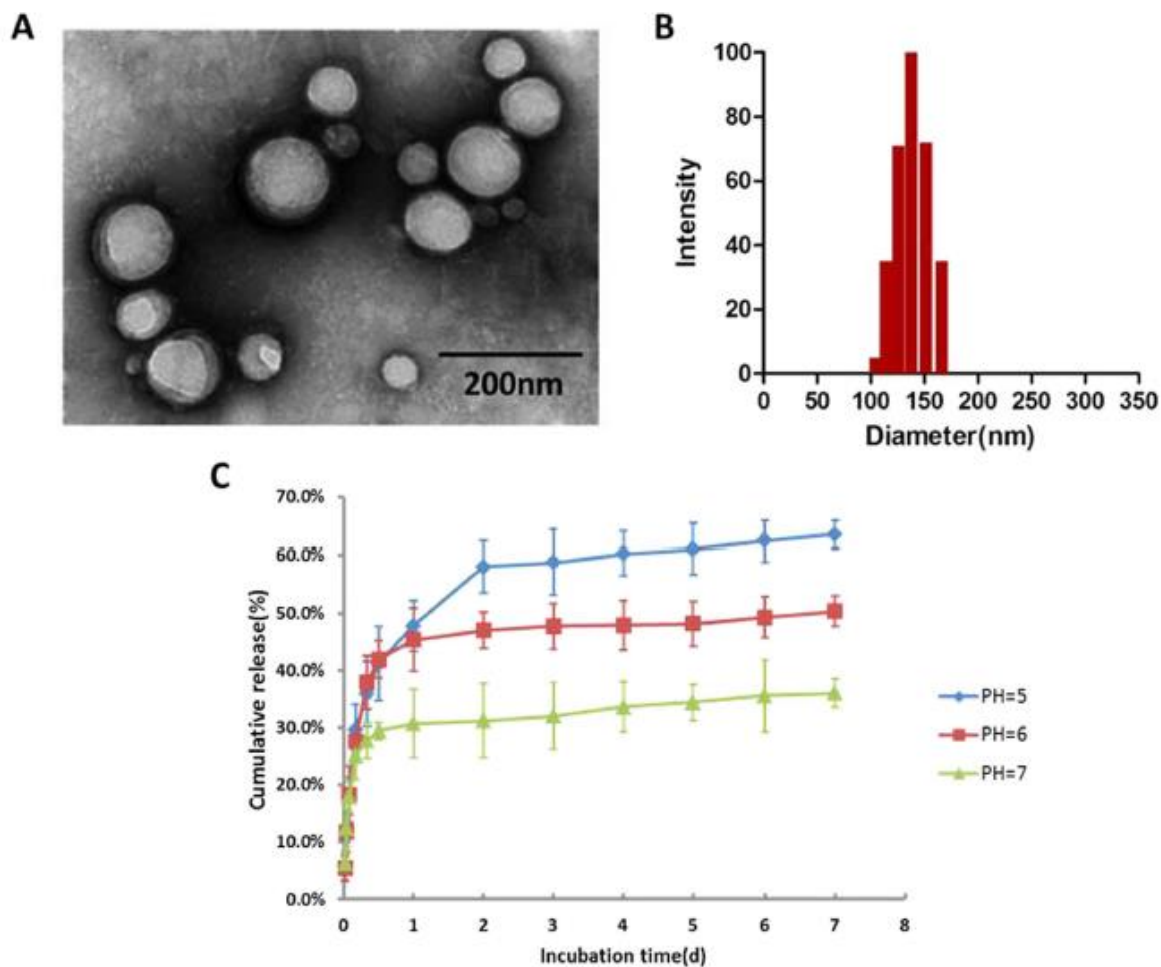 A
200nm
B
100
80
60
40
20
0
Intensity
0 50 100 150 200 250 300 350
Diameter(nm)
C
70.0%
60.0%
50.0%
40.0%
30.0%
20.0%
10.0%
0.0%
Cumulative release(%)
0 1 2 3 4 5 6 7 8
Incubation time(d)
PH=5
PH=6
PH=7